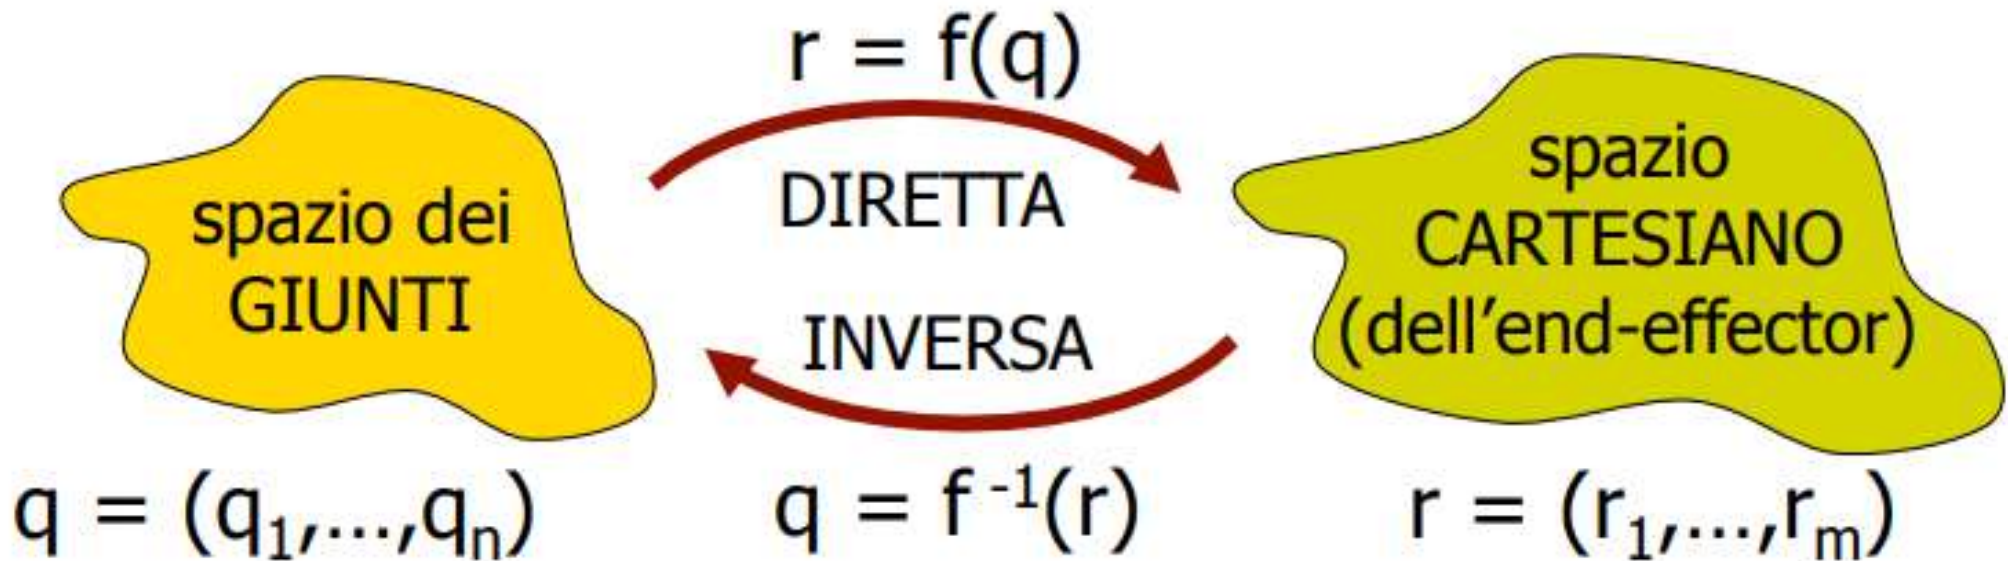 r = f(q)
spazio dei
GIUNTI
DIRETTA
INVERSA
spazio
CARTESIANO
(dell'end-effector)
q = (q₁,...,qₙ)
q = f⁻¹(r)
r = (r₁,...,rₘ)